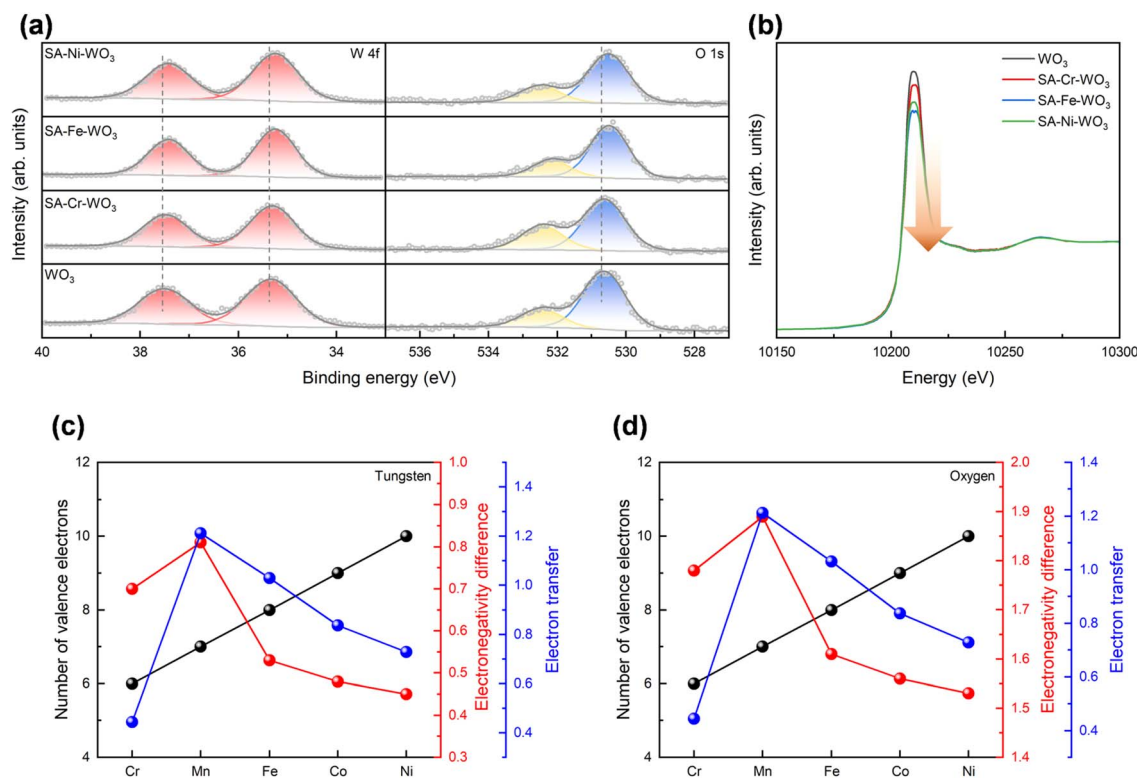 (a)
SA-Ni-WO₃
W 4f
O 1s
SA-Fe-WO₃
SA-Cr-WO₃
WO₃
Intensity (arb. units)
40 38 36 34 534 532 530 528
Binding energy (eV)
(b)
WO₃
SA-Cr-WO₃
SA-Fe-WO₃
SA-Ni-WO₃
Intensity (arb. units)
10150 10200 10250 10300
Energy (eV)
(c)
Tungsten
Number of valence electrons
12
10
8
6
4
Electronegativity difference
1.0
0.9
0.8
0.7
0.6
0.5
0.4
0.3
Electron transfer
1.4
1.2
1.0
0.8
0.6
0.4
Cr Mn Fe Co Ni
(d)
Oxygen
Number of valence electrons
12
10
8
6
4
Electronegativity difference
2.0
1.9
1.8
1.7
1.6
1.5
1.4
Electron transfer
1.4
1.2
1.0
0.8
0.6
0.4
Cr Mn Fe Co Ni